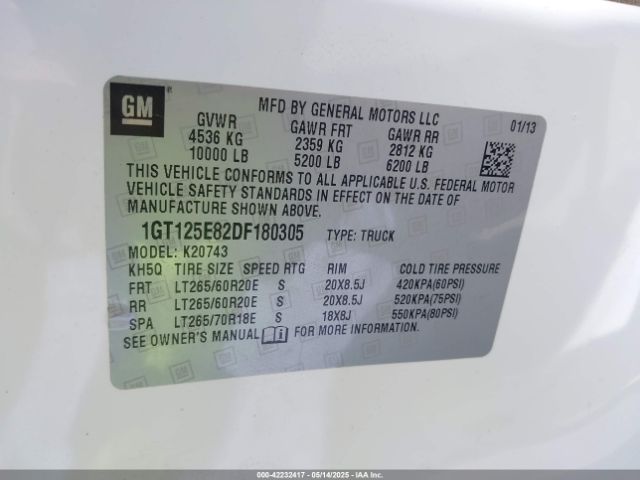 GM
MFD BY GENERAL MOTORS LLC
GVWR GAWR FRT GAWR RR 01/13
4536 KG 2359 KG 2812 KG
10000 LB 5200 LB 6200 LB
THIS VEHICLE CONFORMS TO ALL APPLICABLE U.S. FEDERAL MOTOR
VEHICLE SAFETY STANDARDS IN EFFECT ON THE DATE OF
MANUFACTURE SHOWN ABOVE.
1GT125E82DF180305 TYPE: TRUCK
MODEL: K20743
KH5Q TIRE SIZE SPEED RTG RIM COLD TIRE PRESSURE
FRT LT265/60R20E S 20X8.5J 420KPA(60PSI)
RR LT265/60R20E S 20X8.5J 520KPA(75PSI)
SPA LT265/70R18E S 18X8J 550KPA(80PSI)
SEE OWNER'S MANUAL FOR MORE INFORMATION.
000-42232417 - 05/14/2025 - IAAI.COM